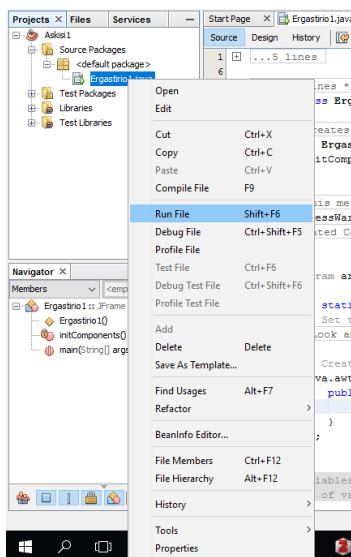 Projects × Files Services —
Start Page × Ergastirio1.java
Source Design History
Askisi1
Source Packages
<default package>
Ergastirio1.java
Test Packages
Libraries
Test Libraries
1 ...5 lines
6
Open
Edit
Cut Ctrl+X
Copy Ctrl+C
Paste Ctrl+V
Compile File F9
Run File Shift+F6
Debug File Ctrl+Shift+F5
Profile File
Test File Ctrl+F6
Debug Test File Ctrl+Shift+F6
Profile Test File
Add
Delete Delete
Save As Template...
Find Usages Alt+F7
Refactor
BeanInfo Editor...
File Members Ctrl+F12
File Hierarchy Alt+F12
History
Tools
Properties
Navigator ×
Members <emp
Ergastirio1 :: JFrame
Ergastirio1()
initComponents()
main(String[] args